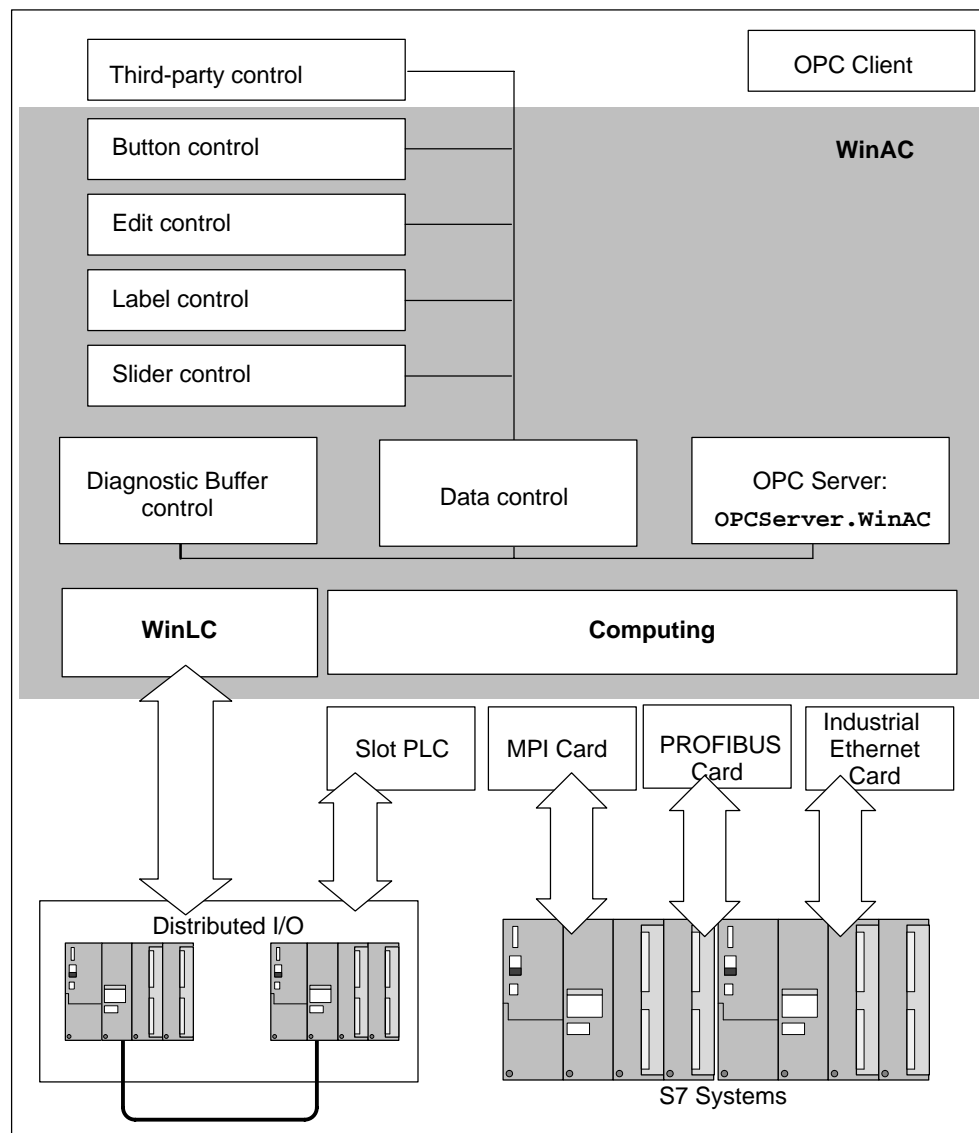 Third-party control
OPC Client
Button control
WinAC
Edit control
Label control
Slider control
Diagnostic Buffer
control
Data control
OPC Server:
OPCServer.WinAC
WinLC
Computing
Slot PLC
MPI Card
PROFIBUS
Card
Industrial
Ethernet
Card
Distributed I/O
S7 Systems